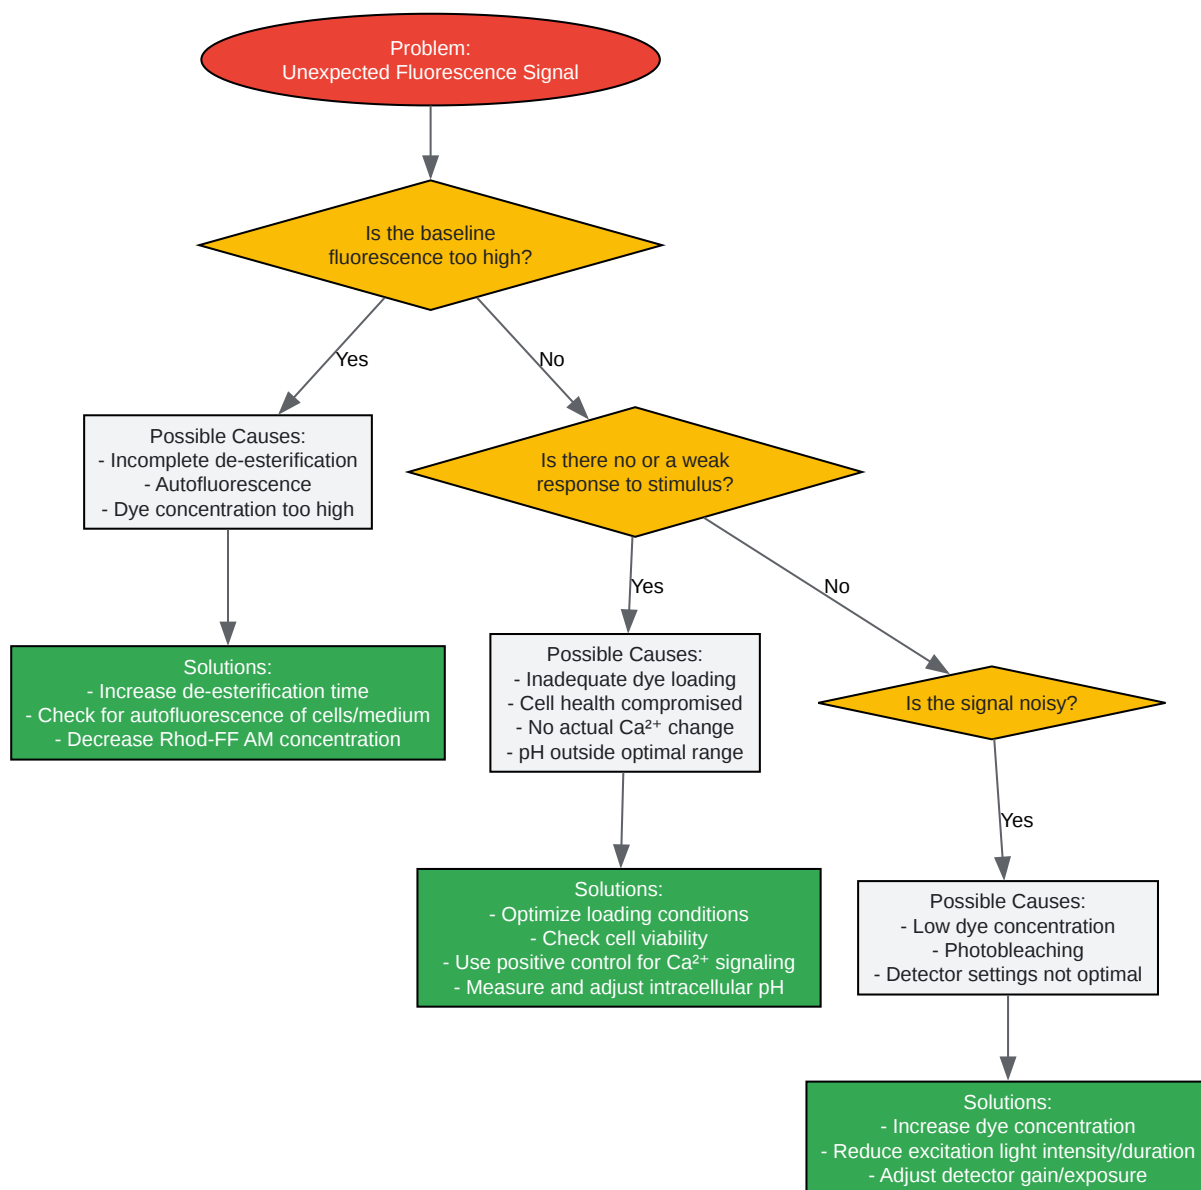 Problem:
Unexpected Fluorescence Signal
Is the baseline
fluorescence too high?
Yes
No
Possible Causes:
- Incomplete de-esterification
- Autofluorescence
- Dye concentration too high
Is there no or a weak
response to stimulus?
Yes
No
Solutions:
- Increase de-esterification time
- Check for autofluorescence of cells/medium
- Decrease Rhod-FF AM concentration
Possible Causes:
- Inadequate dye loading
- Cell health compromised
- No actual Ca²⁺ change
- pH outside optimal range
Is the signal noisy?
Yes
Solutions:
- Optimize loading conditions
- Check cell viability
- Use positive control for Ca²⁺ signaling
- Measure and adjust intracellular pH
Possible Causes:
- Low dye concentration
- Photobleaching
- Detector settings not optimal
Solutions:
- Increase dye concentration
- Reduce excitation light intensity/duration
- Adjust detector gain/exposure